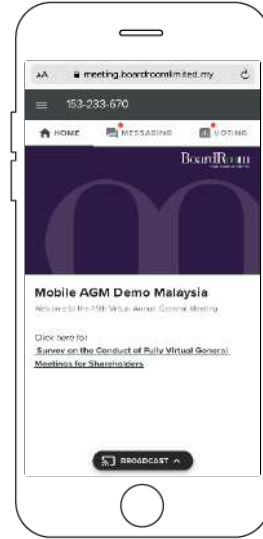 AA meeting.boardroomlimited.my
153-233-670
HOME MESSAGING VOTING
BoardRoom
Mobile AGM Demo Malaysia
Welcome to the 45th Virtual Annual General Meeting
Click here for
Survey on the Conduct of Fully Virtual General
Meetings for Shareholders
BROADCAST